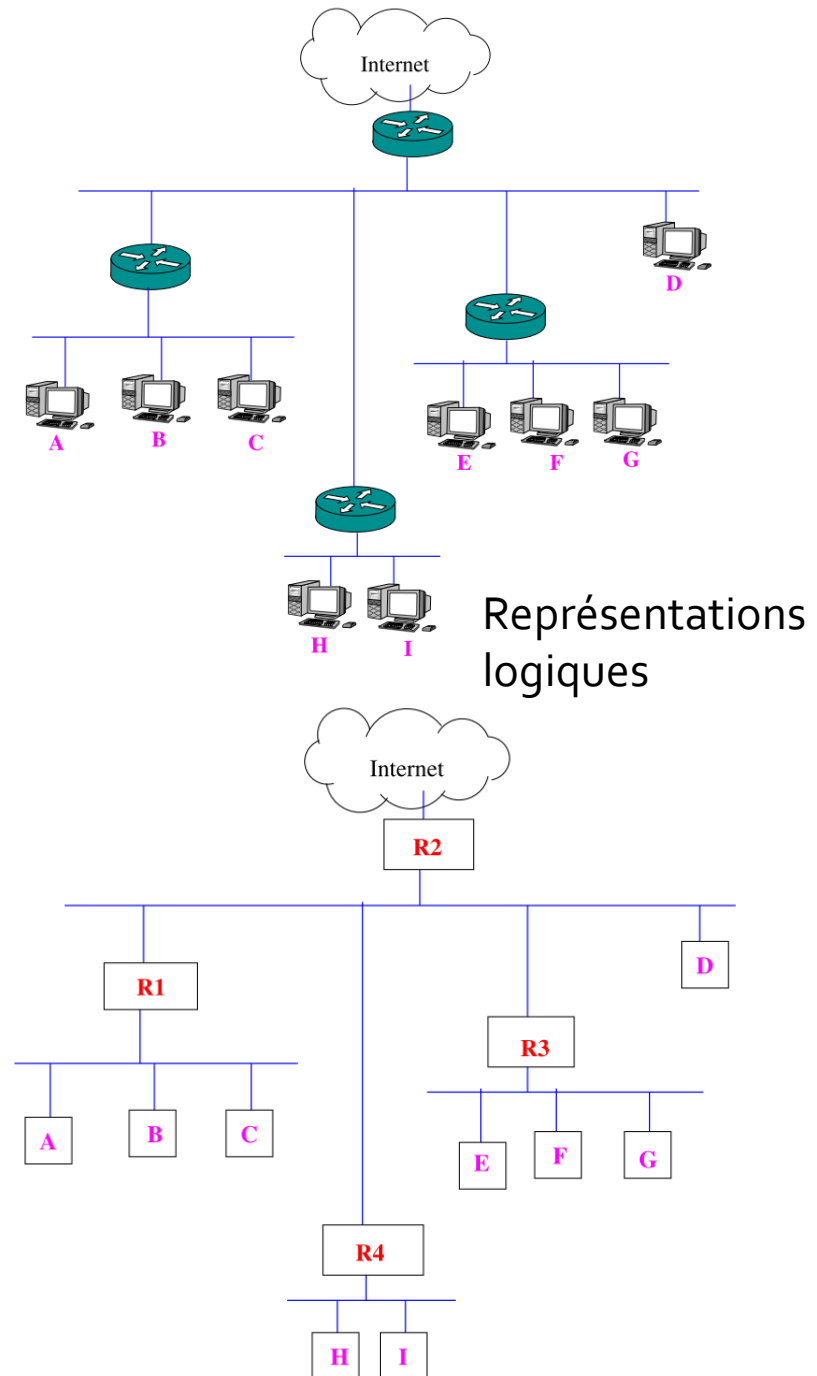 Internet
D
A
B
C
E
F
G
H
I
Représentations
logiques
Internet
R2
D
R1
R3
A
B
C
E
F
G
R4
H
I